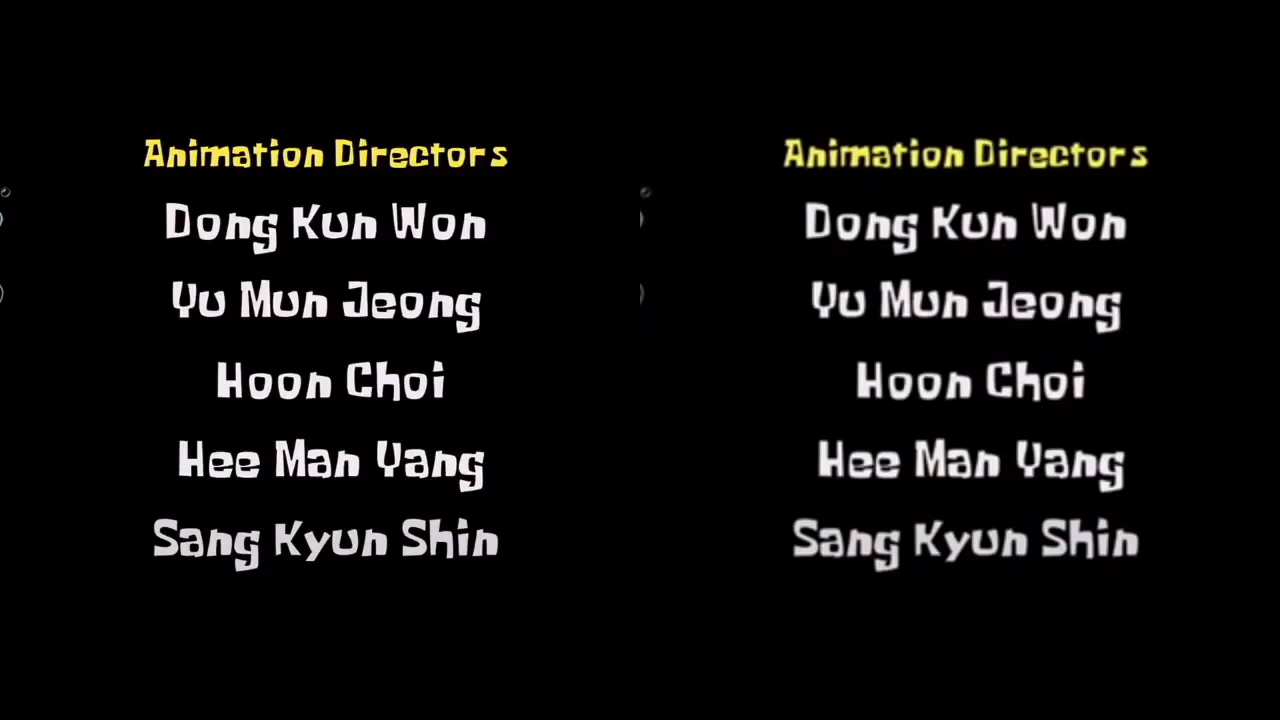 Animation Directors
Dong Kun Won
Yu Mun Jeong
Hoon Choi
Hee Man Yang
Sang Kyun Shin
Animation Directors
Dong Kun Won
Yu Mun Jeong
Hoon Choi
Hee Man Yang
Sang Kyun Shin